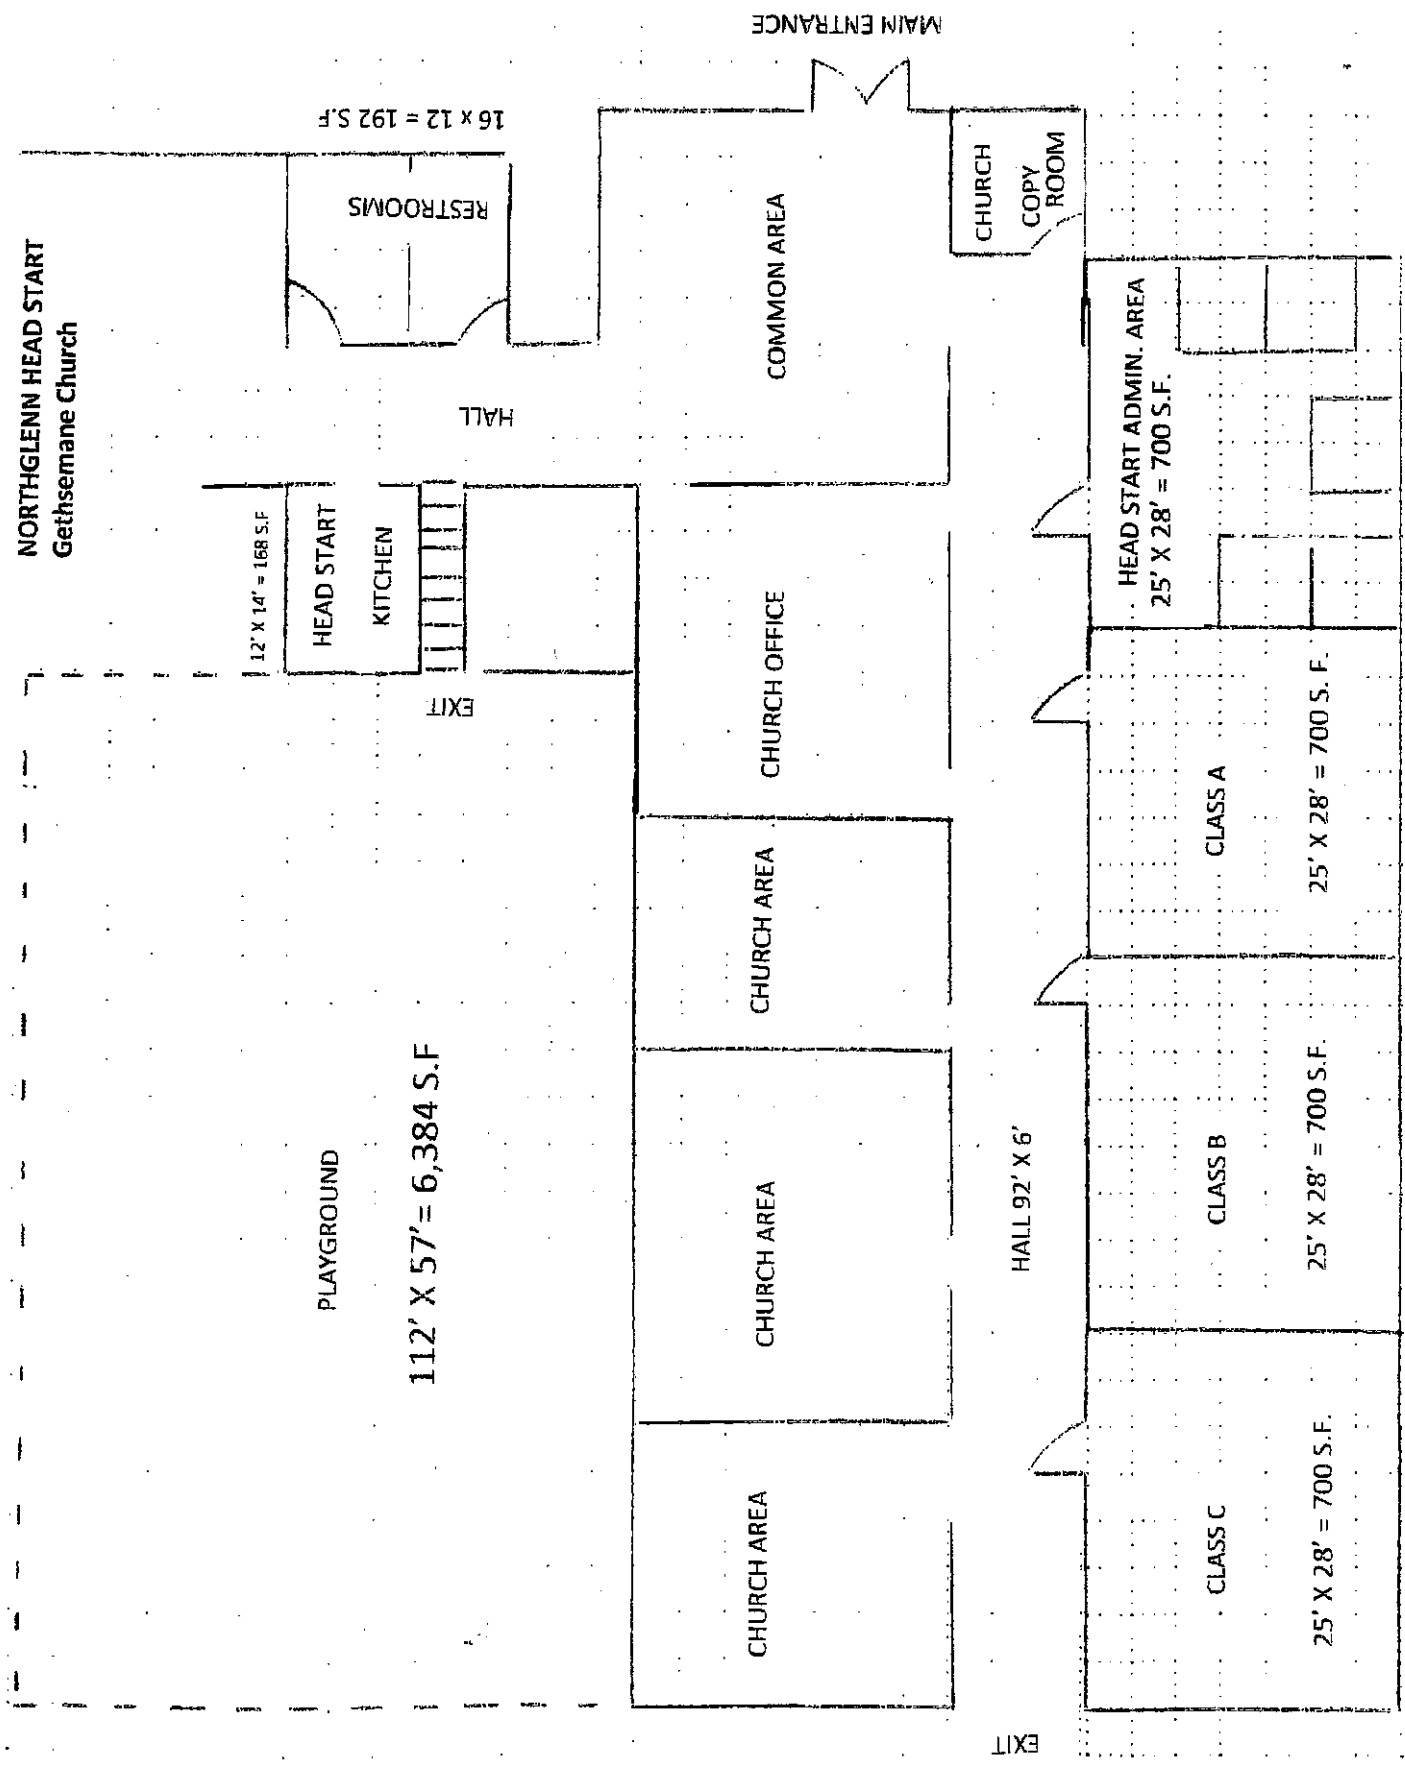 NORTHGLENN HEAD START
Gethsemane Church
16 x 12 = 192 S.F
RESTROOMS
HALL
12' X 14' = 168 S.F
HEAD START
KITCHEN
EXIT
PLAYGROUND
112' X 57'= 6,384 S.F
MAIN ENTRANCE
COMMON AREA
CHURCH OFFICE
CHURCH AREA
CHURCH AREA
CHURCH AREA
CHURCH
COPY
ROOM
HALL 92' X 6'
EXIT
HEAD START ADMIN. AREA
25' X 28' = 700 S.F.
CLASS A
25' X 28' = 700 S. F.
CLASS B
25' X 28' = 700 S.F.
CLASS C
25' X 28' = 700 S.F.